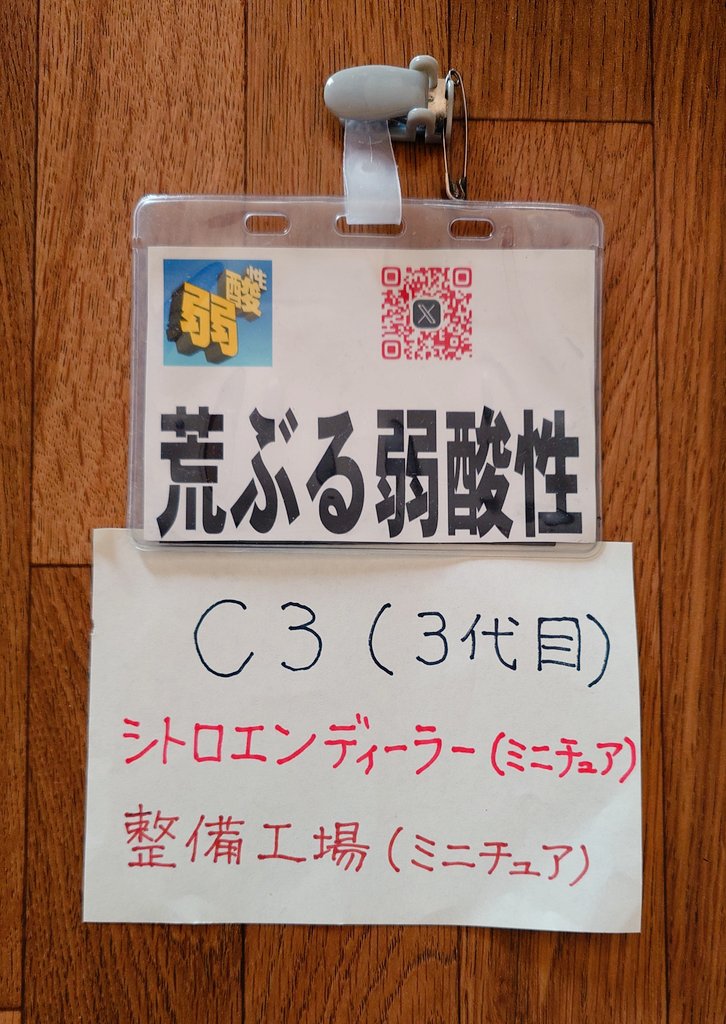 弱酸性
荒ぶる弱酸性
C3(3代目)
シトロエンディーラー(ミニチュア)
整備工場(ミニチュア)